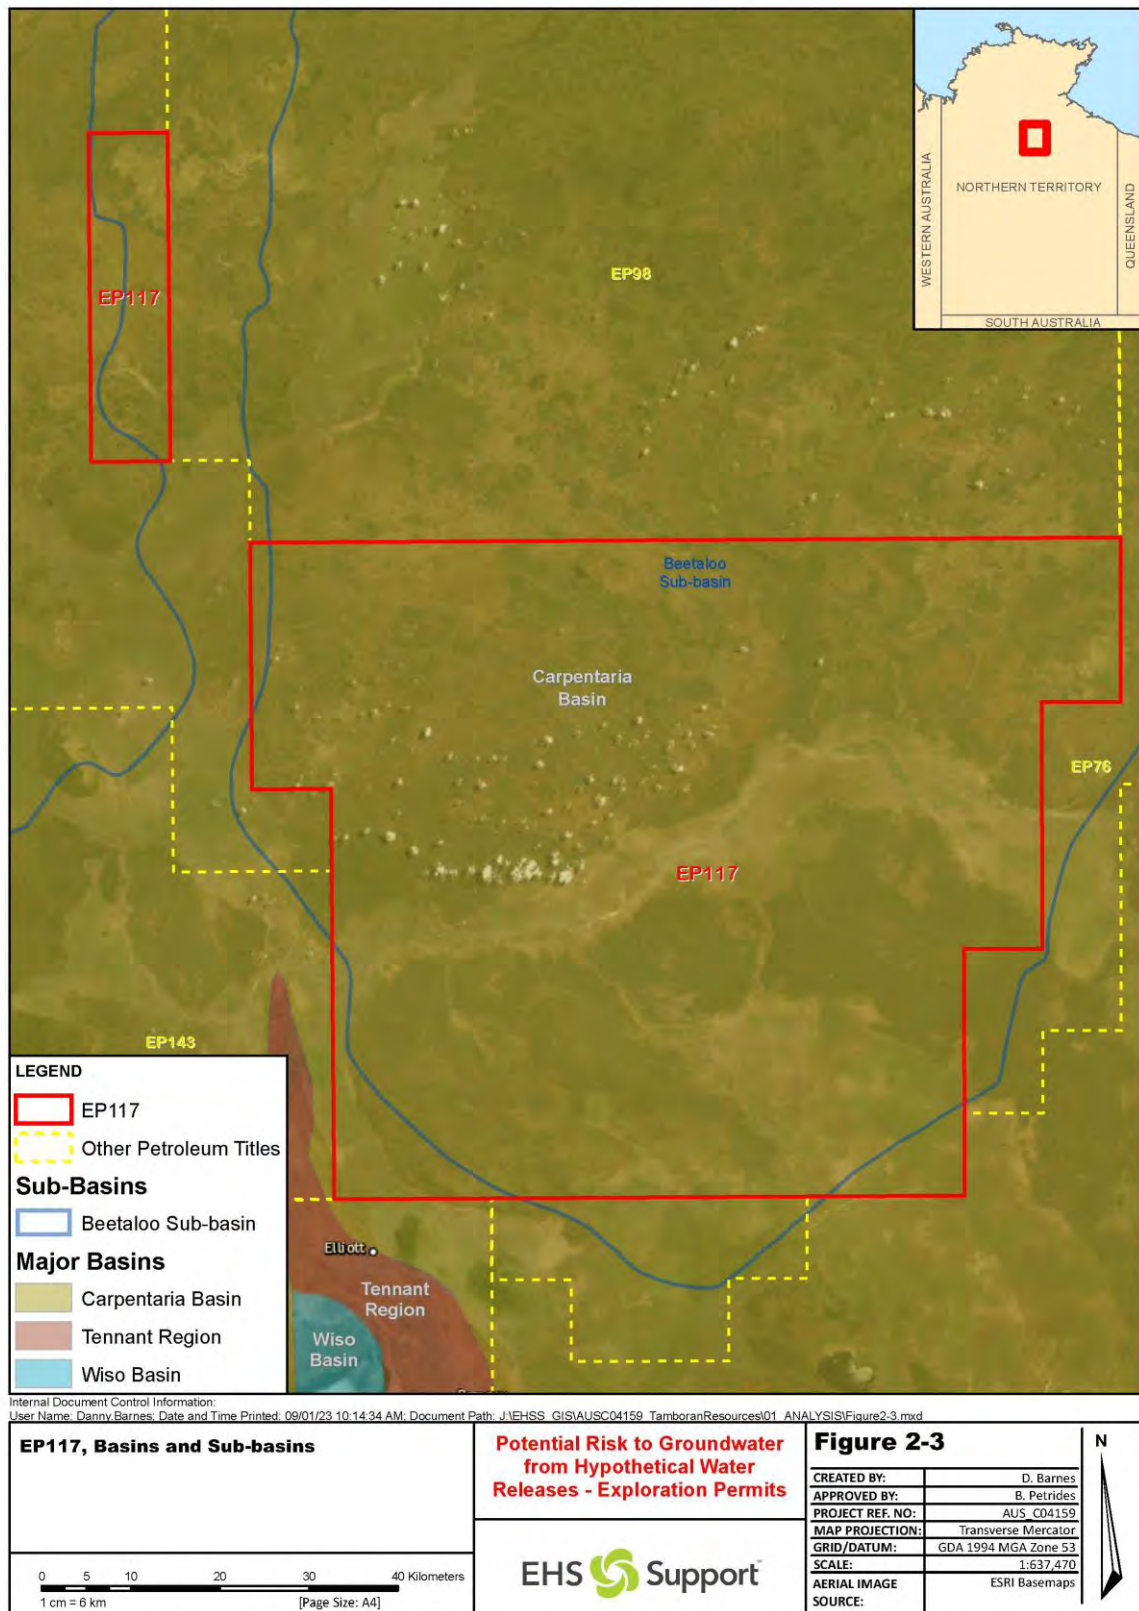 WESTERN AUSTRALIA
NORTHERN TERRITORY
QUEENSLAND
SOUTH AUSTRALIA
EP98
EP117
Beetaloo
Sub-basin
Carpentaria
Basin
EP76
EP117
EP143
LEGEND
EP117
Other Petroleum Titles
Sub-Basins
Beetaloo Sub-basin
Major Basins
Carpentaria Basin
Tennant Region
Wiso Basin
Elliott
Tennant
Region
Wiso
Basin
Internal Document Control Information:
User Name: Danny.Barnes; Date and Time Printed: 09/01/23 10:14:34 AM; Document Path: J:\EHSS_GIS\AUSC04159_TamboranResources\01_ANALYSIS\Figure2-3.mxd
EP117, Basins and Sub-basins
0 5 10 20 30 40 Kilometers
1 cm = 6 km [Page Size: A4]
Potential Risk to Groundwater
from Hypothetical Water
Releases - Exploration Permits
EHS Support
Figure 2-3
CREATED BY: D. Barnes
APPROVED BY: B. Petrides
PROJECT REF. NO: AUS_C04159
MAP PROJECTION: Transverse Mercator
GRID/DATUM: GDA 1994 MGA Zone 53
SCALE: 1:637,470
AERIAL IMAGE ESRI Basemaps
SOURCE:
N